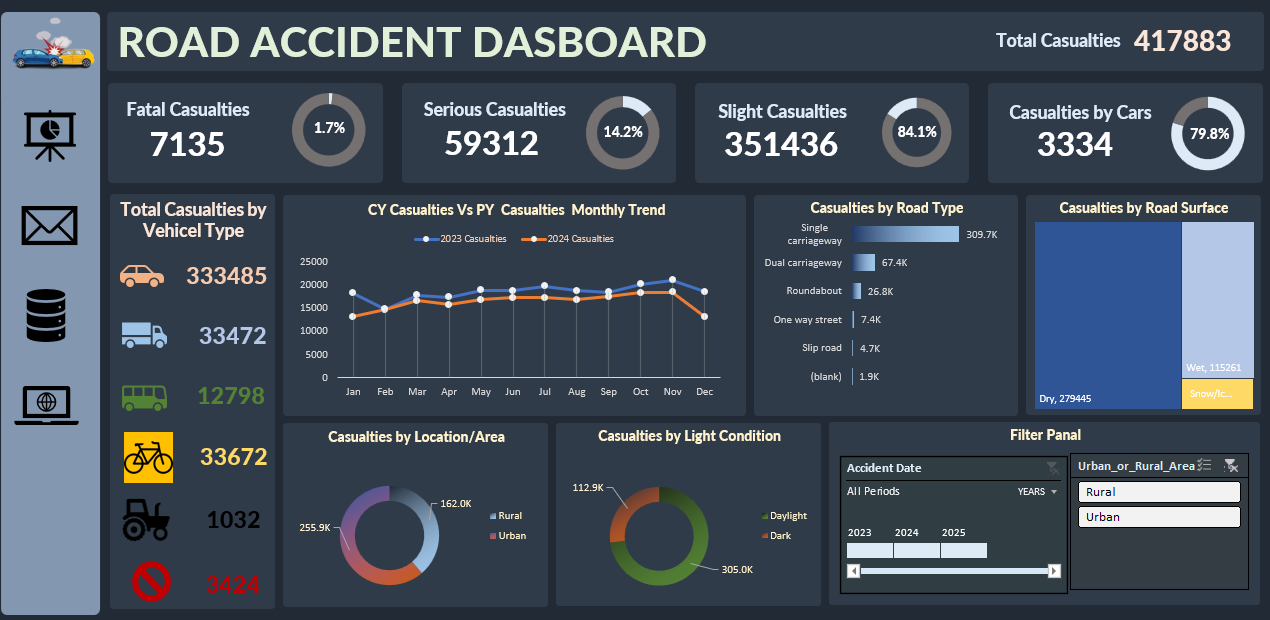 ROAD ACCIDENT DASBOARD
Total Casualties 417883
Fatal Casualties
7135
1.7%
Serious Casualties
59312
14.2%
Slight Casualties
351436
84.1%
Casualties by Cars
3334
79.8%
Total Casualties by
Vehicel Type
333485
33472
12798
33672
1032
3424
CY Casualties Vs PY Casualties Monthly Trend
2023 Casualties 2024 Casualties
25000
20000
15000
10000
5000
0
Jan Feb Mar Apr May Jun Jul Aug Sep Oct Nov Dec
Casualties by Road Type
Single
carriageway 309.7K
Dual carriageway 67.4K
Roundabout 26.8K
One way street 7.4K
Slip road 4.7K
(blank) 1.9K
Casualties by Road Surface
Dry, 279445
Wet, 115261
Snow/Ic...
Casualties by Location/Area
162.0K
255.9K
Rural
Urban
Casualties by Light Condition
112.9K
305.0K
Daylight
Dark
Filter Panal
Accident Date
All Periods YEARS
2023 2024 2025
Urban_or_Rural_Area
Rural
Urban